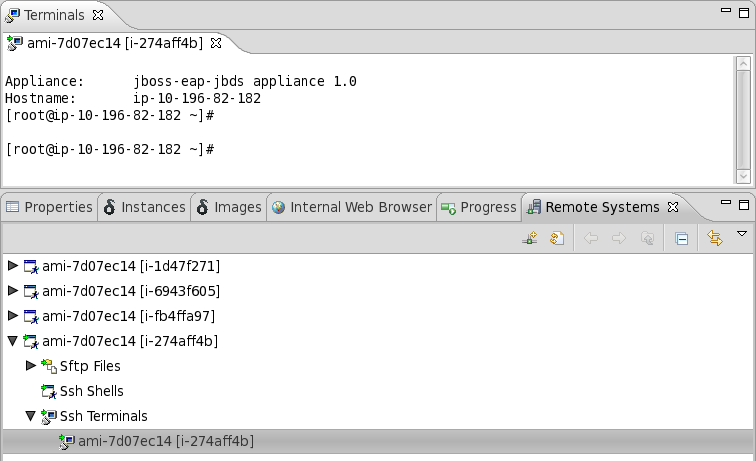 Terminals
ami-7d07ec14 [i-274aff4b]
Appliance: jboss-eap-jbds appliance 1.0
Hostname: ip-10-196-82-182
[root@ip-10-196-82-182 ~]#
[root@ip-10-196-82-182 ~]#
Properties Instances Images Internal Web Browser Progress Remote Systems
ami-7d07ec14 [i-1d47f271]
ami-7d07ec14 [i-6943f605]
ami-7d07ec14 [i-fb4ffa97]
ami-7d07ec14 [i-274aff4b]
Sftp Files
Ssh Shells
Ssh Terminals
ami-7d07ec14 [i-274aff4b]